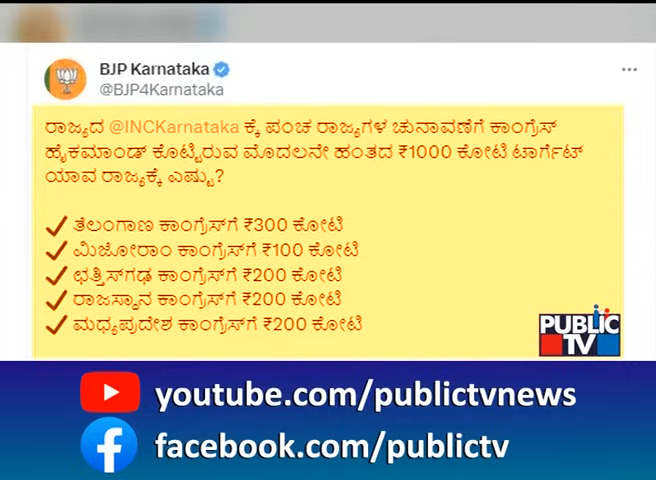 BJP Karnataka
@BJP4Karnataka
ರಾಜ್ಯದ @INCKarnataka ಕ್ಕೆ ಪಂಚ ರಾಜ್ಯಗಳ ಚುನಾವಣೆಗೆ ಕಾಂಗ್ರೆಸ್
ಹೈಕಮಾಂಡ್ ಕೊಟ್ಟಿರುವ ಮೊದಲನೇ ಹಂತದ ₹1000 ಕೋಟಿ ಟಾರ್ಗೆಟ್
ಯಾವ ರಾಜ್ಯಕ್ಕೆ ಎಷ್ಟು?
✓ ತೆಲಂಗಾಣ ಕಾಂಗ್ರೆಸ್‌ಗೆ ₹300 ಕೋಟಿ
✓ ಮಿಜೋರಾಂ ಕಾಂಗ್ರೆಸ್‌ಗೆ ₹100 ಕೋಟಿ
✓ ಛತ್ತಿಸ್‌ಗಢ ಕಾಂಗ್ರೆಸ್‌ಗೆ ₹200 ಕೋಟಿ
✓ ರಾಜಸ್ಥಾನ ಕಾಂಗ್ರೆಸ್‌ಗೆ ₹200 ಕೋಟಿ
✓ ಮಧ್ಯಪ್ರದೇಶ ಕಾಂಗ್ರೆಸ್‌ಗೆ ₹200 ಕೋಟಿ
PUBLIC
TV
youtube.com/publictvnews
facebook.com/publictv